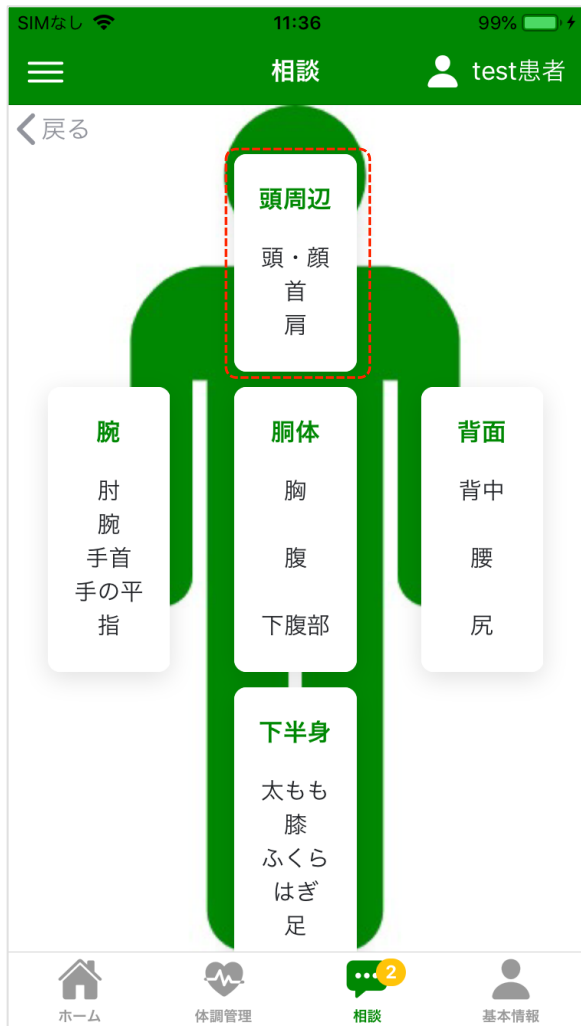 SIMなし 11:36 99%
相談 test患者
戻る
頭周辺
頭・顔
首
肩
腕
肘
腕
手首
手の平
指
胴体
胸
腹
下腹部
背面
背中
腰
尻
下半身
太もも
膝
ふくら
はぎ
足
2
ホーム 体調管理 相談 基本情報